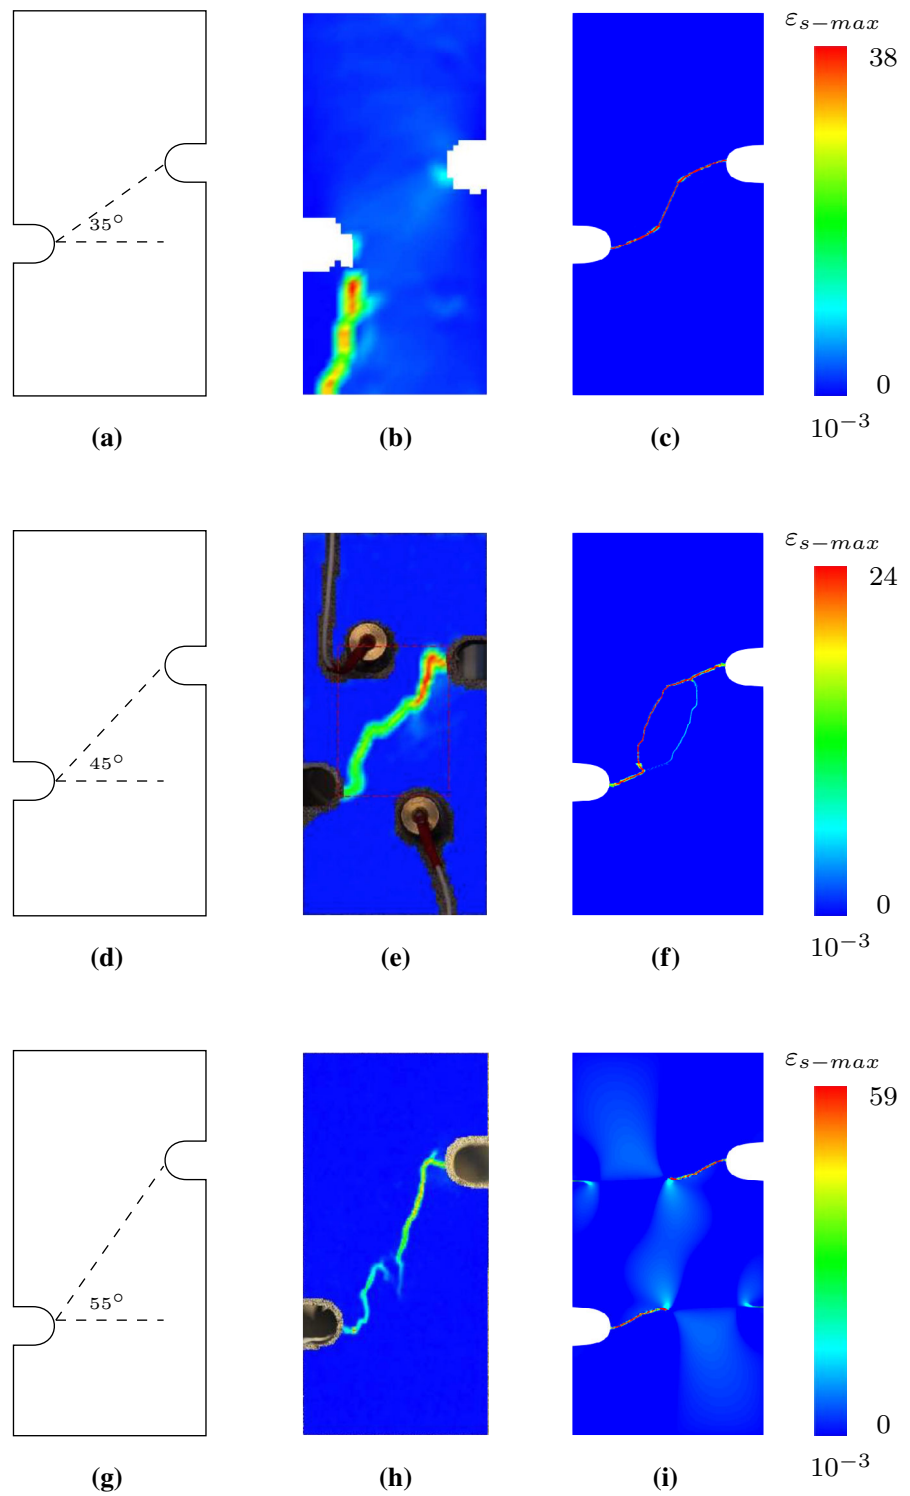 ε_{s−max}
38
35°
0
10^{−3}
(a) (b) (c)
ε_{s−max}
24
45°
0
10^{−3}
(d) (e) (f)
ε_{s−max}
59
55°
0
10^{−3}
(g) (h) (i)